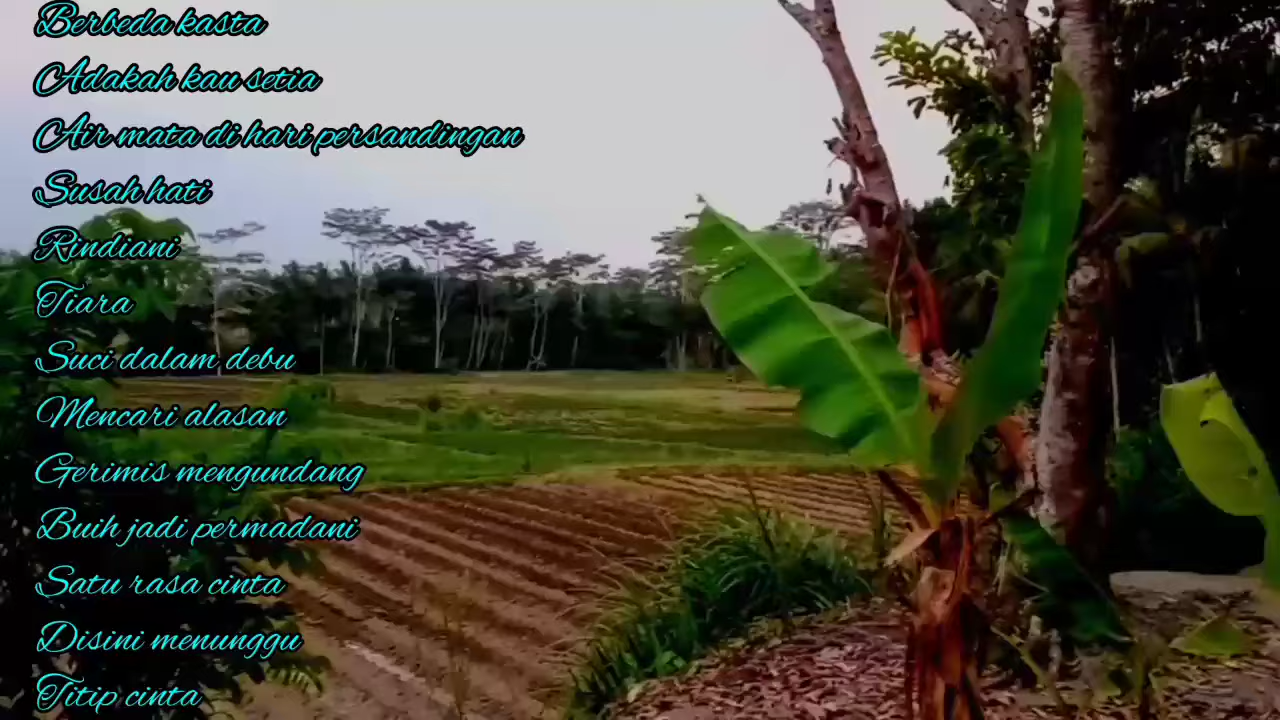 Berbeda kasta
Adakah kau setia
Air mata di hari persandingan
Susah hati
Rindiani
Tiara
Suci dalam debu
Mencari alasan
Gerimis mengundang
Buih jadi permadani
Satu rasa cinta
Disini menunggu
Titip cinta